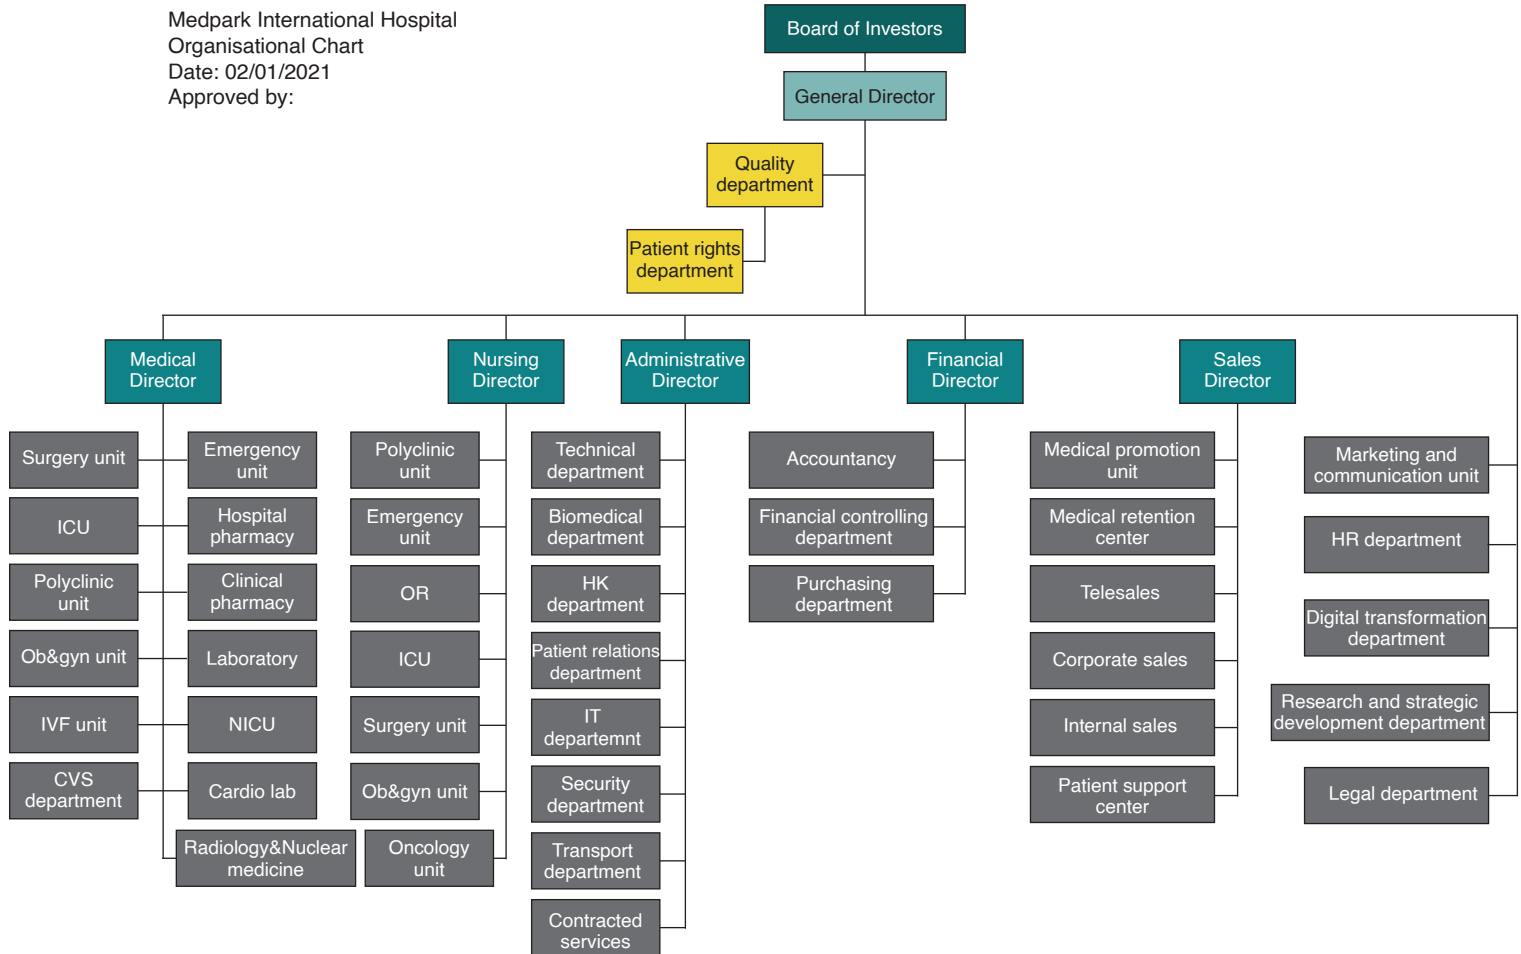 Medpark International Hospital
Organisational Chart
Date: 02/01/2021
Approved by:
Board of Investors
General Director
Quality
department
Patient rights
department
Medical
Director
Nursing
Director
Administrative
Director
Financial
Director
Sales
Director
Surgery unit
Emergency
unit
ICU
Hospital
pharmacy
Polyclinic
unit
Clinical
pharmacy
Ob&gyn unit
Laboratory
IVF unit
NICU
CVS
department
Cardio lab
Radiology&Nuclear
medicine
Polyclinic
unit
Emergency
unit
OR
ICU
Surgery unit
Ob&gyn unit
Oncology
unit
Technical
department
Biomedical
department
HK
department
Patient relations
department
IT
departemnt
Security
department
Transport
department
Contracted
services
Accountancy
Financial controlling
department
Purchasing
department
Medical promotion
unit
Medical retention
center
Telesales
Corporate sales
Internal sales
Patient support
center
Marketing and
communication unit
HR department
Digital transformation
department
Research and strategic
development department
Legal department